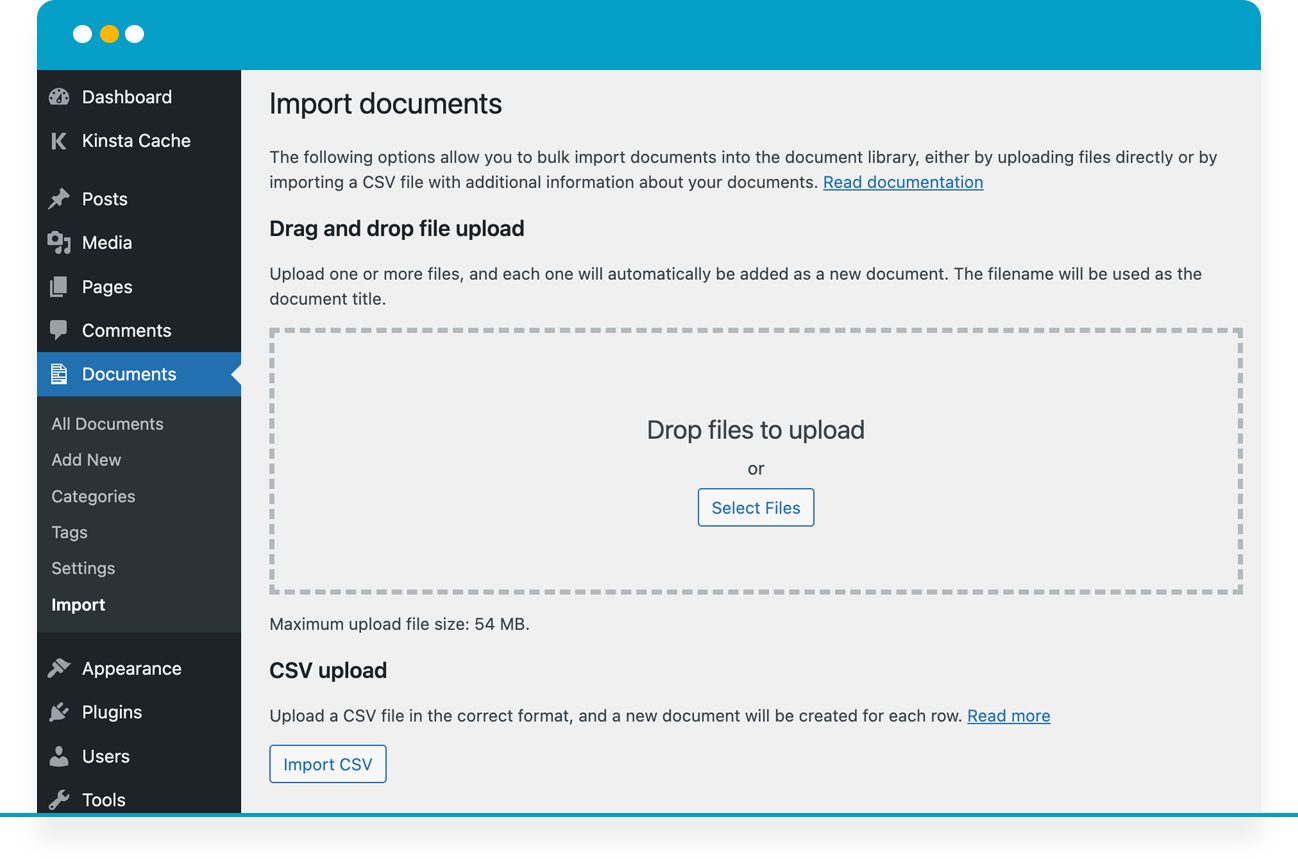 Dashboard
Kinsta Cache
Posts
Media
Pages
Comments
Documents
All Documents
Add New
Categories
Tags
Settings
Import
Appearance
Plugins
Users
Tools
Import documents
The following options allow you to bulk import documents into the document library, either by uploading files directly or by
importing a CSV file with additional information about your documents. Read documentation
Drag and drop file upload
Upload one or more files, and each one will automatically be added as a new document. The filename will be used as the
document title.
Drop files to upload
or
Select Files
Maximum upload file size: 54 MB.
CSV upload
Upload a CSV file in the correct format, and a new document will be created for each row. Read more
Import CSV